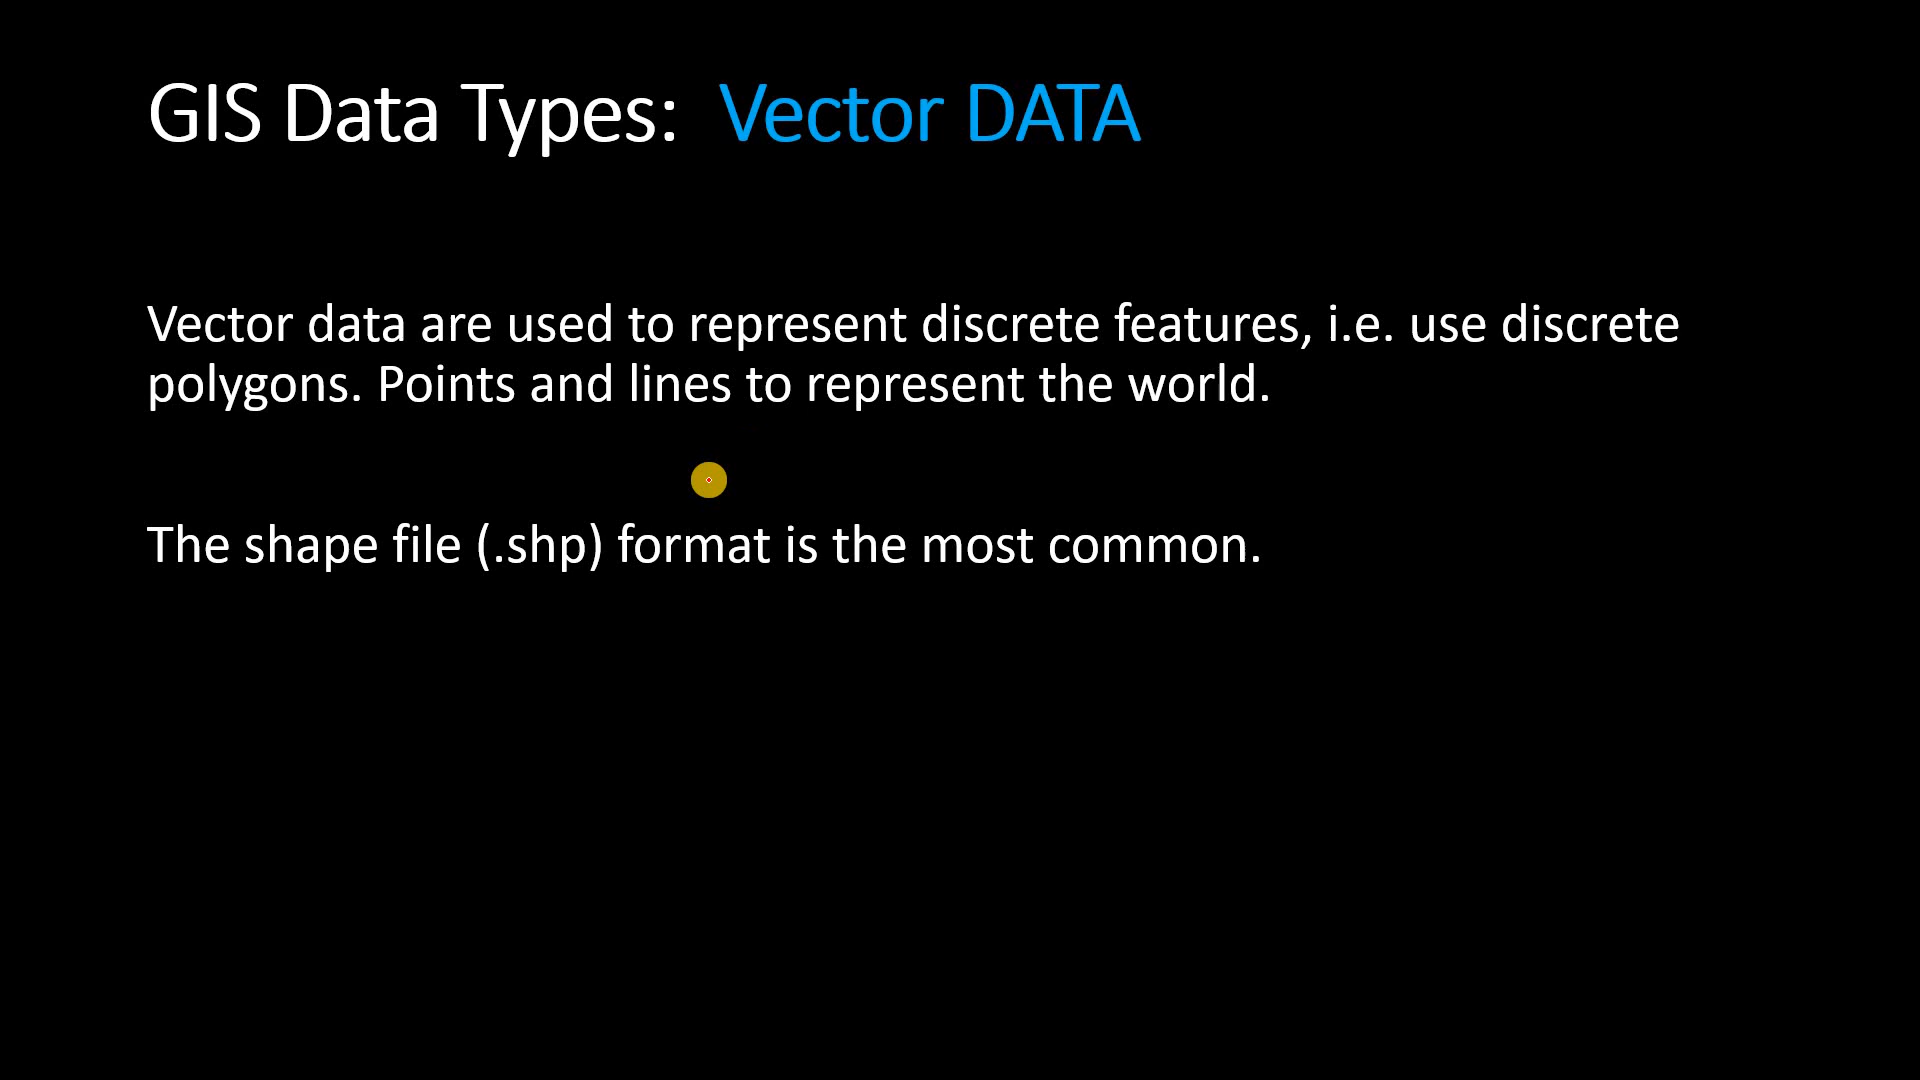 GIS Data Types: Vector DATA
Vector data are used to represent discrete features, i.e. use discrete
polygons. Points and lines to represent the world.
The shape file (.shp) format is the most common.